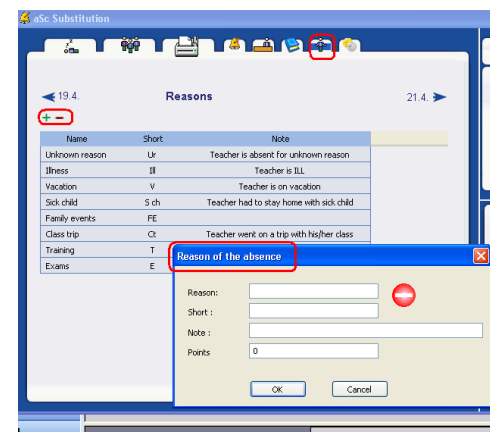 aSc Substitution
19.4. Reasons 21.4.
Name Short Note
Unknown reason Ur Teacher is absent for unknown reason
Illness Ill Teacher is ILL
Vacation V Teacher is on vacation
Sick child S ch Teacher had to stay home with sick child
Family events FE
Class trip Ct Teacher went on a trip with his/her class
Training T
Exams E
Reason of the absence
Reason:
Short :
Note :
Points 0
OK Cancel